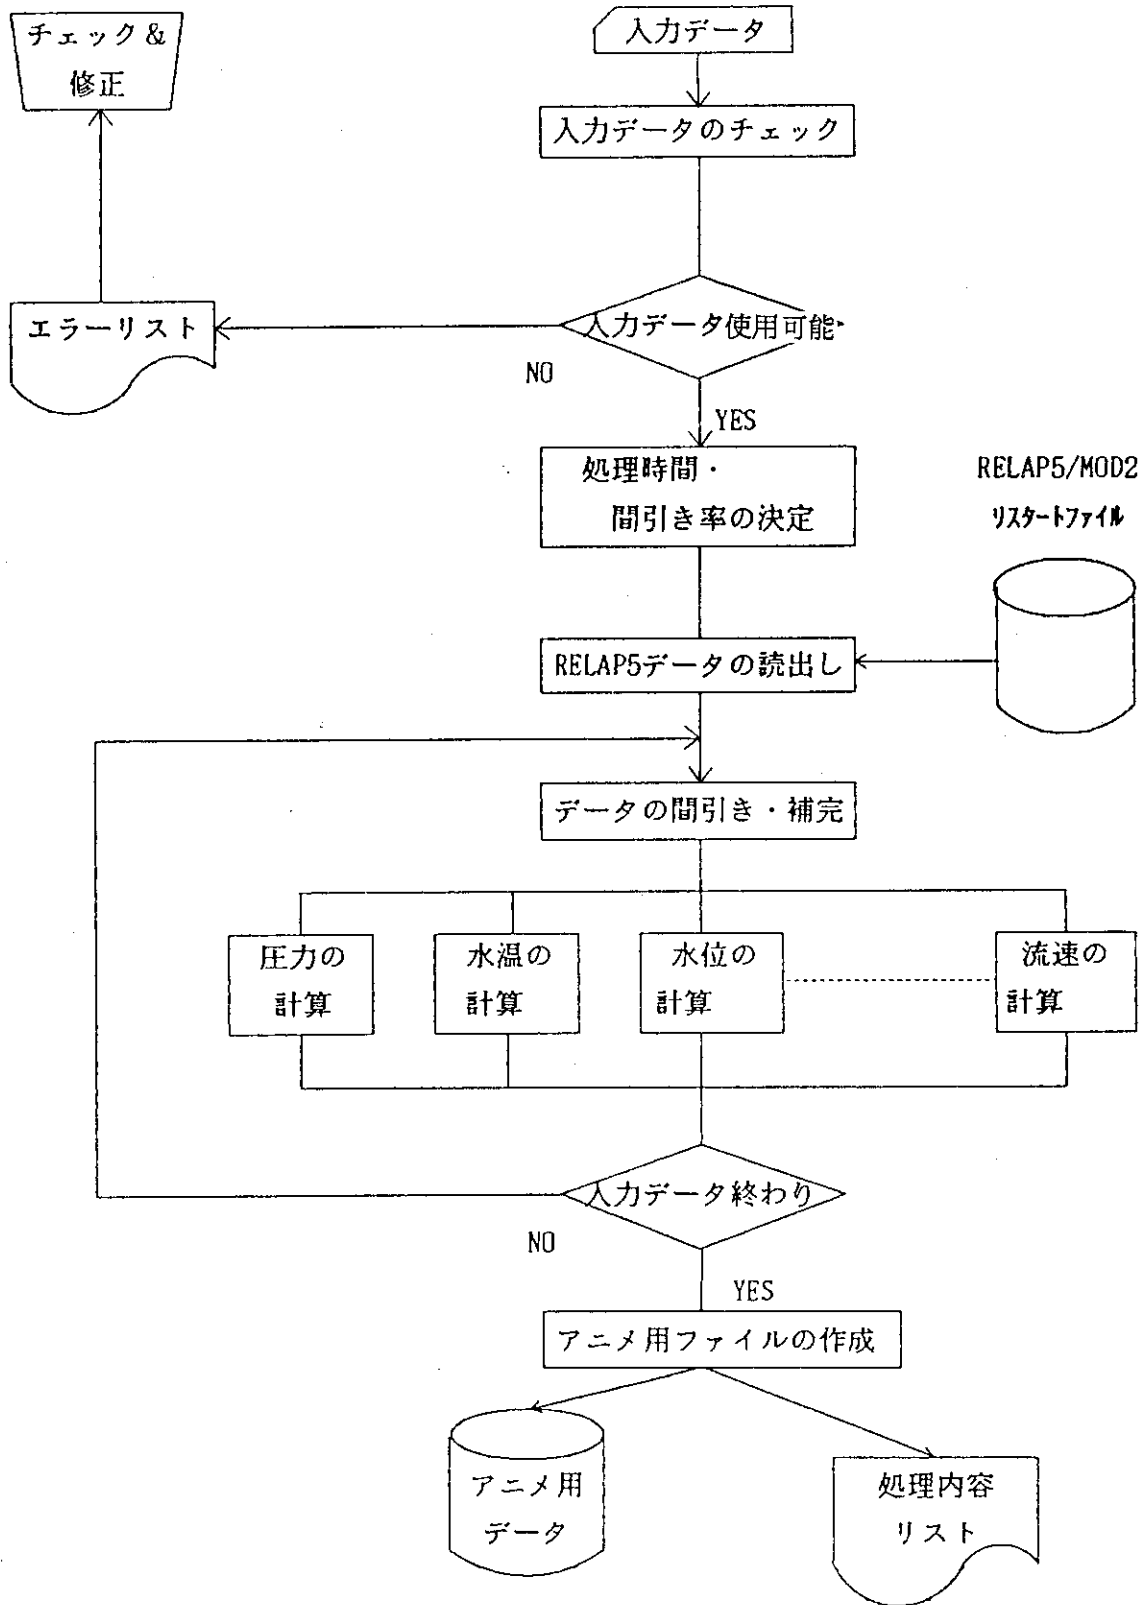 チェック&
修正
入力データ
入力データのチェック
エラーリスト
入力データ使用可能
NO
YES
処理時間・
間引き率の決定
RELAP5/MOD2
リスタートファイル
RELAP5データの読出し
データの間引き・補完
圧力の
計算
水温の
計算
水位の
計算
流速の
計算
入力データ終わり
NO
YES
アニメ用ファイルの作成
アニメ用
データ
処理内容
リスト